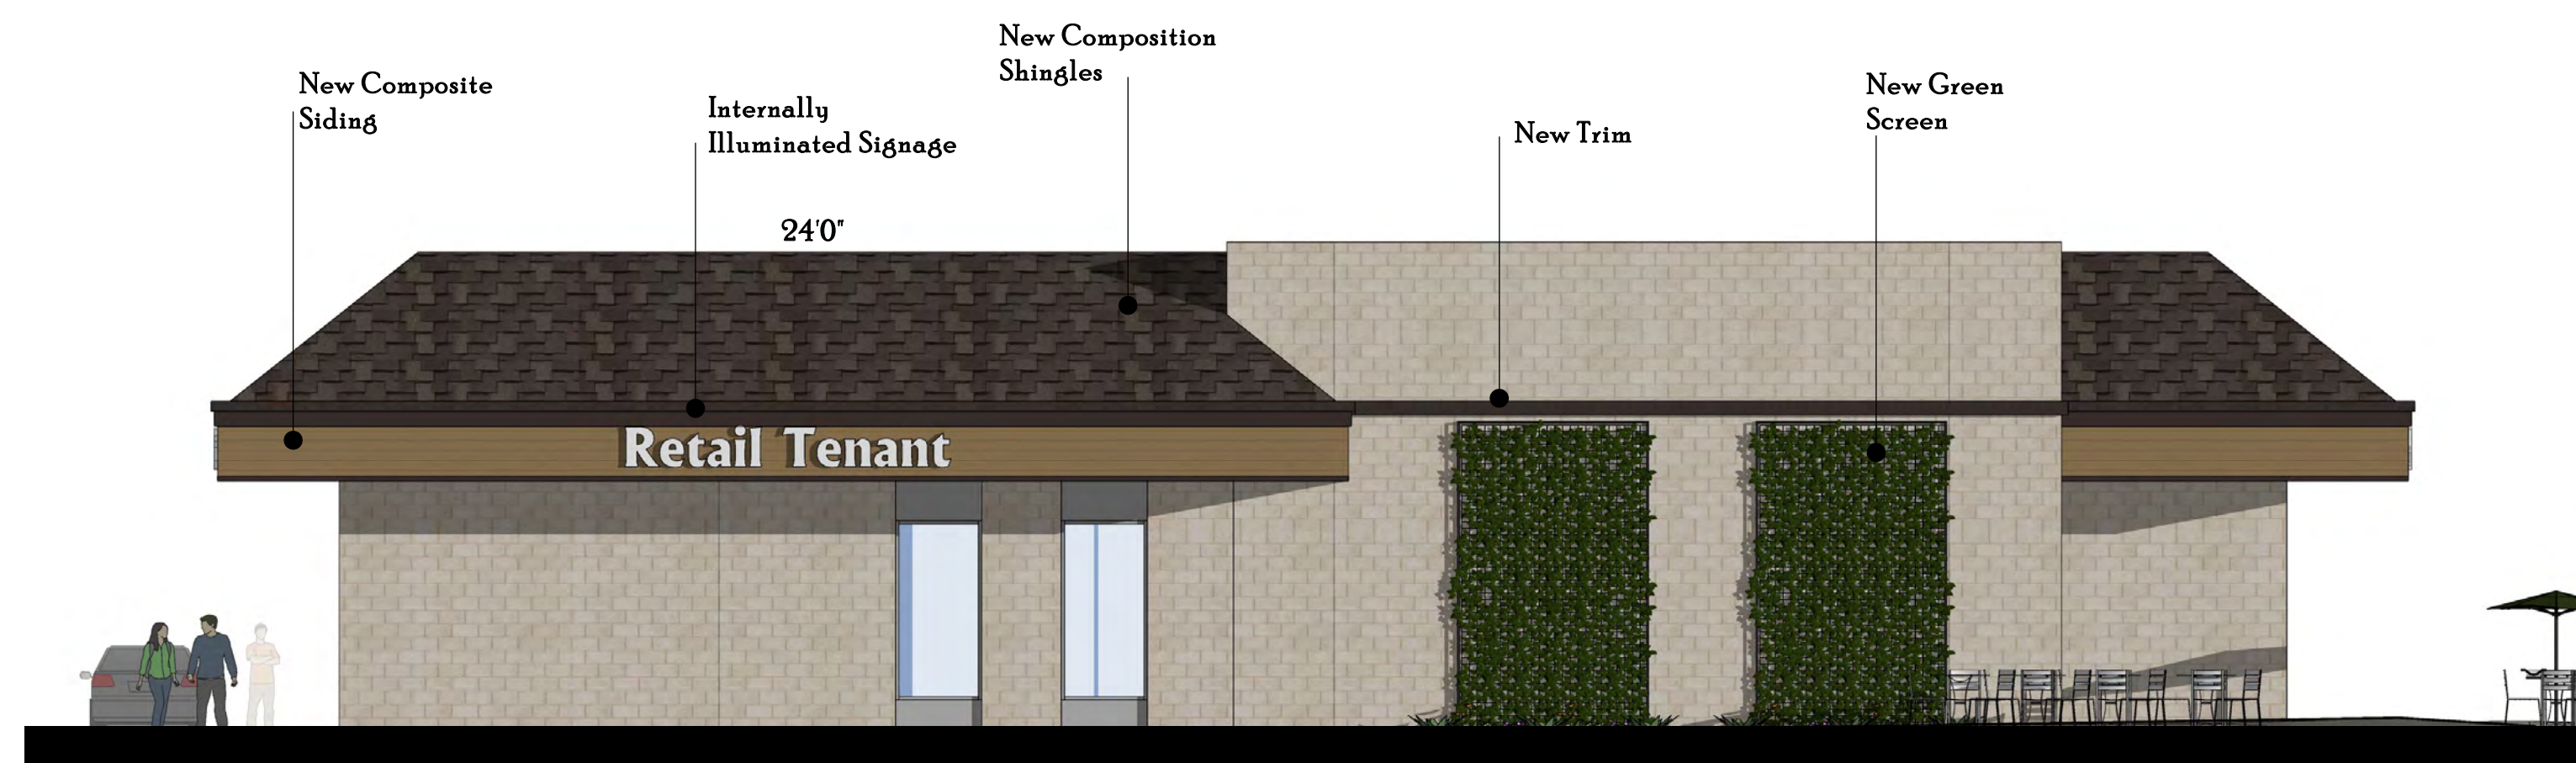 New Composition
Shingles
New Composite
Siding
Internally
Illuminated Signage
New Trim
New Green
Screen
24'0"
Retail Tenant